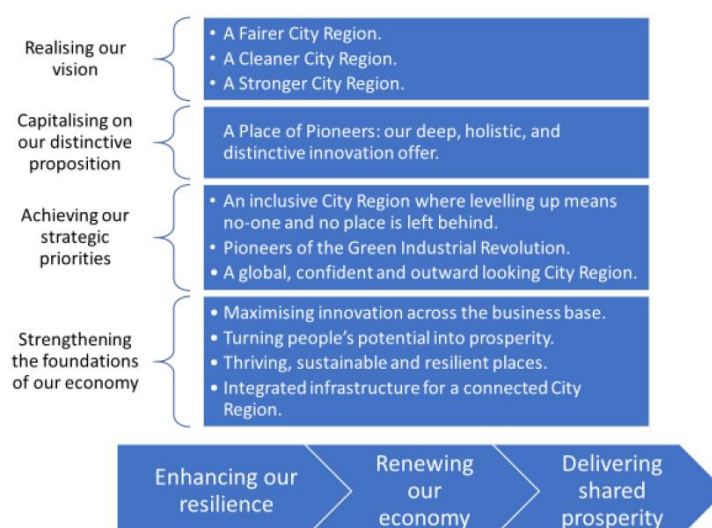 Realising our
vision
• A Fairer City Region.
• A Cleaner City Region.
• A Stronger City Region.
Capitalising on
our distinctive
proposition
A Place of Pioneers: our deep, holistic, and
distinctive innovation offer.
Achieving our
strategic
priorities
• An inclusive City Region where levelling up means
no-one and no place is left behind.
• Pioneers of the Green Industrial Revolution.
• A global, confident and outward looking City Region.
Strengthening
the foundations
of our economy
• Maximising innovation across the business base.
• Turning people's potential into prosperity.
• Thriving, sustainable and resilient places.
• Integrated infrastructure for a connected City
Region.
Enhancing our
resilience
Renewing
our
economy
Delivering
shared
prosperity